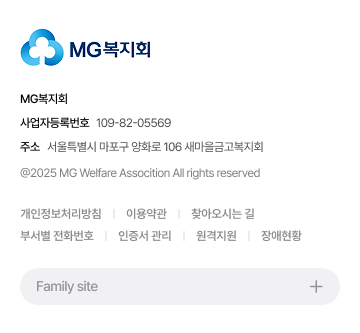 MG복지회
MG복지회
사업자등록번호 109-82-05569
주소 서울특별시 마포구 양화로 106 새마을금고복지회
@2025 MG Welfare Assocition All rights reserved
개인정보처리방침 | 이용약관 | 찾아오시는 길
부서별 전화번호 | 인증서 관리 | 원격지원 | 장애현황
Family site +